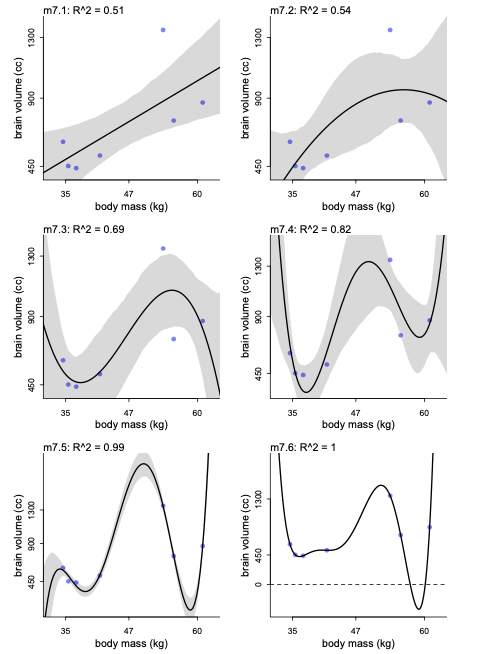 m7.1: R^2 = 0.51
brain volume (cc)
1300
900
450
35
47
60
body mass (kg)
m7.2: R^2 = 0.54
brain volume (cc)
1300
900
450
35
47
60
body mass (kg)
m7.3: R^2 = 0.69
brain volume (cc)
1300
900
450
35
47
60
body mass (kg)
m7.4: R^2 = 0.82
brain volume (cc)
1300
900
450
35
47
60
body mass (kg)
m7.5: R^2 = 0.99
brain volume (cc)
1300
900
450
35
47
60
body mass (kg)
m7.6: R^2 = 1
brain volume (cc)
1300
450
0
35
47
60
body mass (kg)